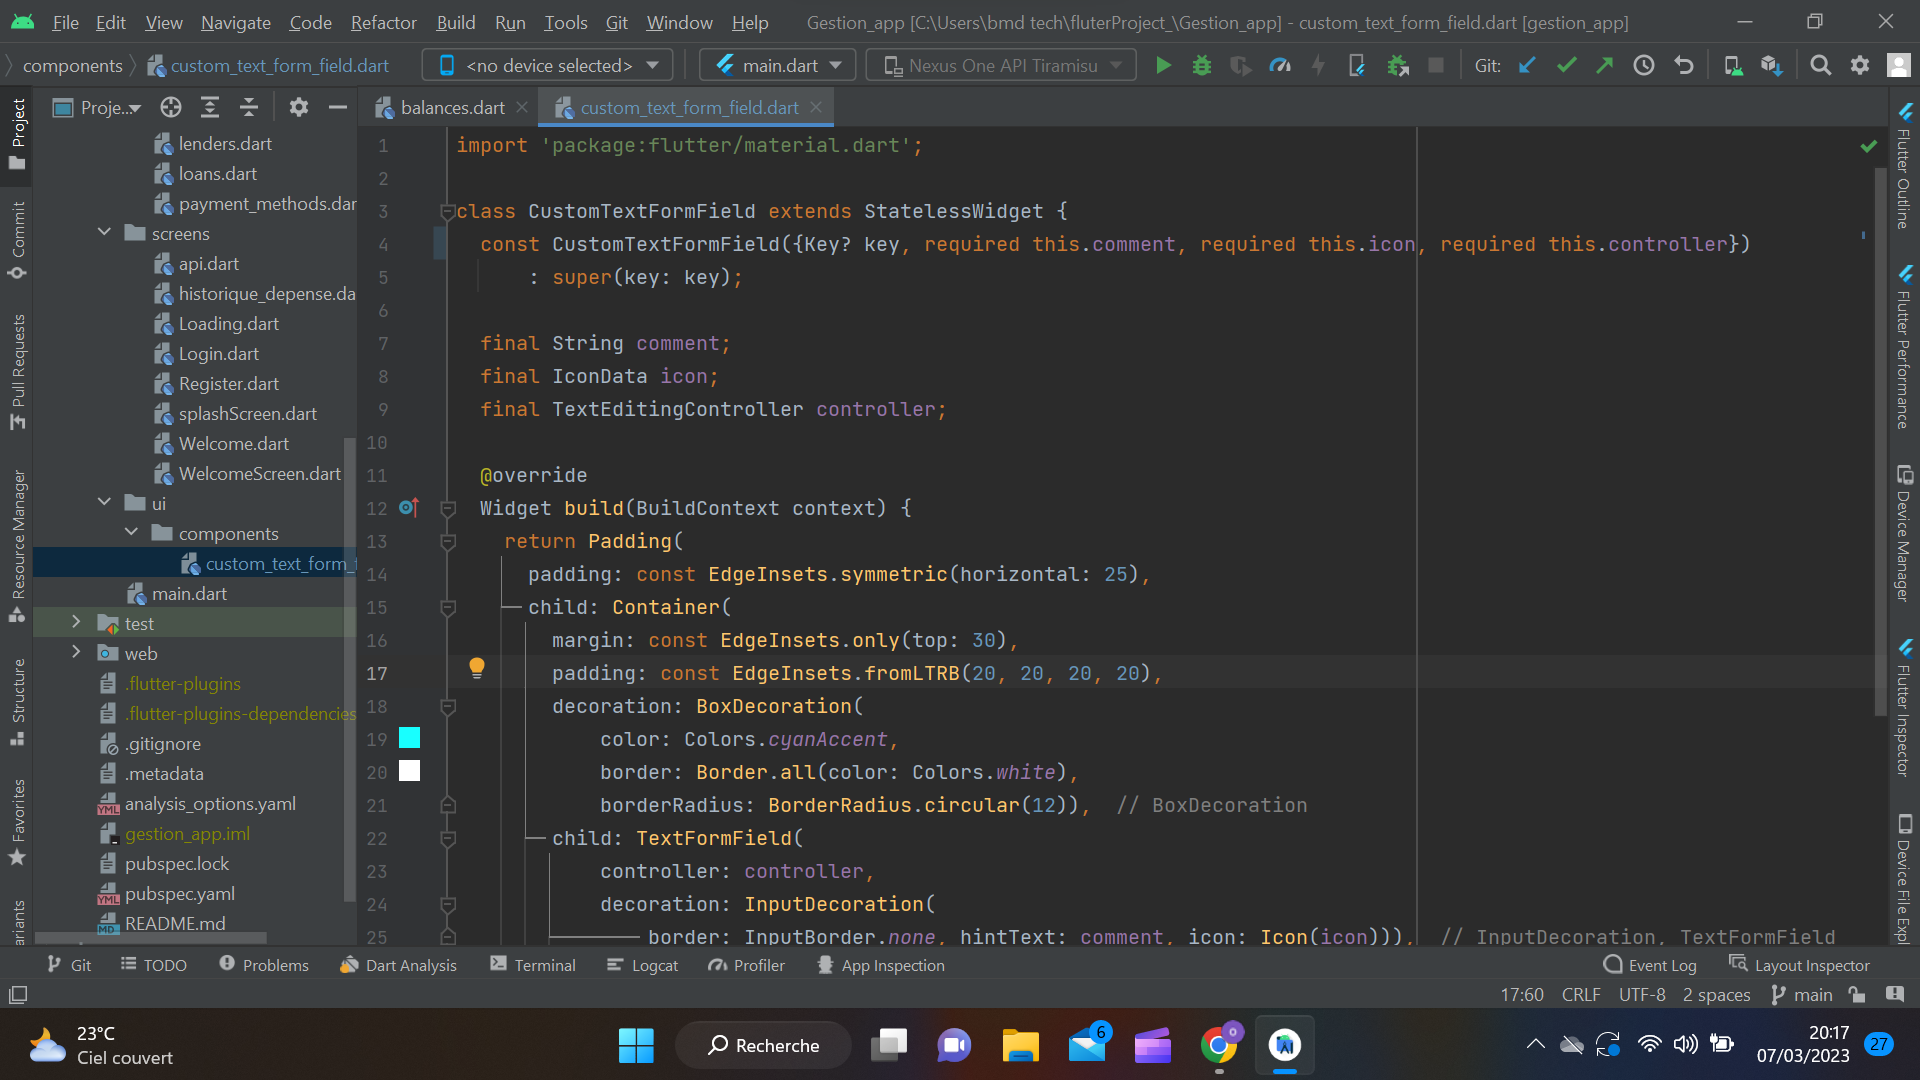 File Edit View Navigate Code Refactor Build Run Tools Git Window Help Gestion_app [C:\Users\bmd tech\fluterProject_\Gestion_app] - custom_text_form_field.dart [gestion_app]
components custom_text_form_field.dart <no device selected> main.dart Nexus One API Tiramisu Git:
Proje... balances.dart custom_text_form_field.dart
Project
Commit
Pull Requests
Resource Manager
Structure
Favorites
lenders.dart
loans.dart
payment_methods.dar
screens
api.dart
historique_depense.da
Loading.dart
Login.dart
Register.dart
splashScreen.dart
Welcome.dart
WelcomeScreen.dart
ui
components
custom_text_form_
main.dart
test
web
.flutter-plugins
.flutter-plugins-dependencies
.gitignore
.metadata
analysis_options.yaml
gestion_app.iml
pubspec.lock
pubspec.yaml
README.md
1 import 'package:flutter/material.dart';
2
3 class CustomTextFormField extends StatelessWidget {
4 const CustomTextFormField({Key? key, required this.comment, required this.icon, required this.controller})
5 : super(key: key);
6
7 final String comment;
8 final IconData icon;
9 final TextEditingController controller;
10
11 @override
12 Widget build(BuildContext context) {
13 return Padding(
14 padding: const EdgeInsets.symmetric(horizontal: 25),
15 child: Container(
16 margin: const EdgeInsets.only(top: 30),
17 padding: const EdgeInsets.fromLTRB(20, 20, 20, 20),
18 decoration: BoxDecoration(
19 color: Colors.cyanAccent,
20 border: Border.all(color: Colors.white),
21 borderRadius: BorderRadius.circular(12)), // BoxDecoration
22 child: TextFormField(
23 controller: controller,
24 decoration: InputDecoration(
25 border: InputBorder.none, hintText: comment, icon: Icon(icon))), // InputDecoration, TextFormField
Flutter Outline
Flutter Performance
Device Manager
Flutter Inspector
Device File Expl
ariants
Git TODO Problems Dart Analysis Terminal Logcat Profiler App Inspection Event Log Layout Inspector
17:60 CRLF UTF-8 2 spaces main
23°C
Ciel couvert
Recherche
6
20:17
07/03/2023
27